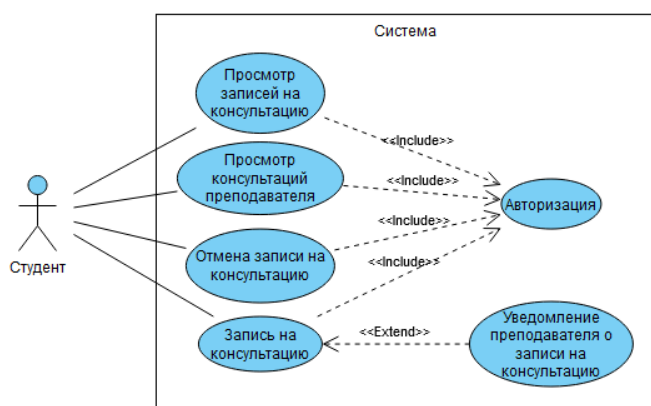 Система
Просмотр
записей на
консультацию
<<Include>>
Просмотр
консультаций
преподавателя
<<Include>>
Авторизация
<<Include>>
Отмена записи на
консультацию
<<Include>>
Студент
Запись на
консультацию
<<Extend>>
Уведомление
преподавателя о
записи на
консультацию